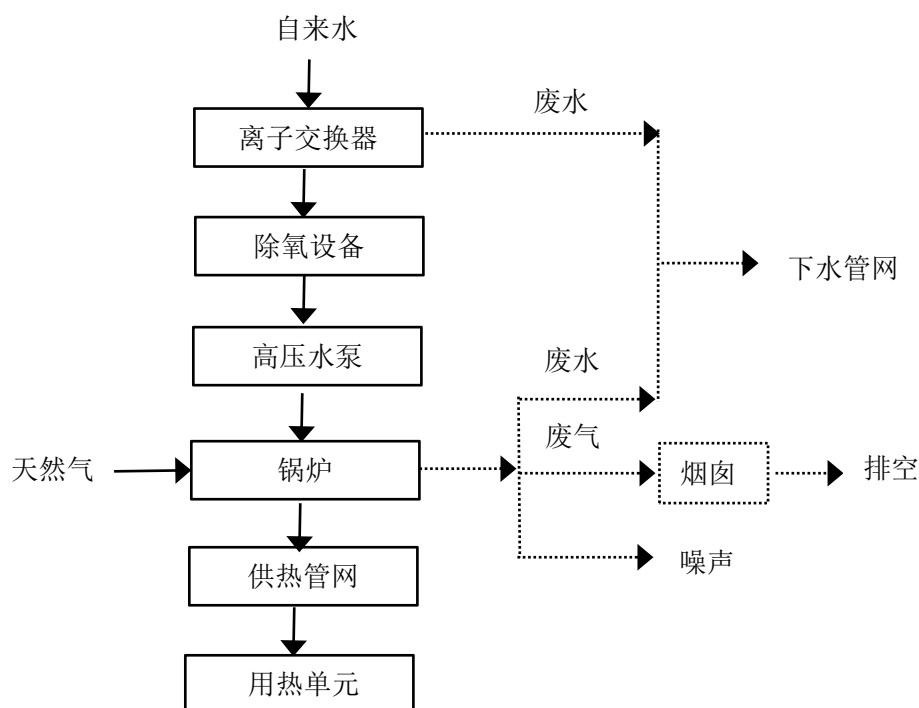 自来水
废水
离子交换器
除氧设备
下水管网
高压水泵
废水
废气
天然气
锅炉
烟囱
排空
供热管网
噪声
用热单元